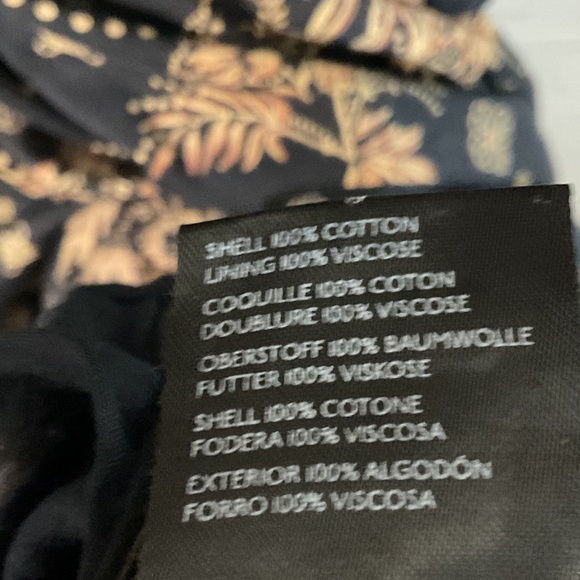 SHELL 100% COTTON
LINING 100% VISCOSE
COQUILLE 100% COTON
DOUBLURE 100% VISCOSE
OBERSTOFF 100% BAUMWOLLE
FUTTER 100% VISKOSE
SHELL 100% COTONE
FODERA 100% VISCOSA
EXTERIOR 100% ALGODÓN
FORRO 100% VISCOSA